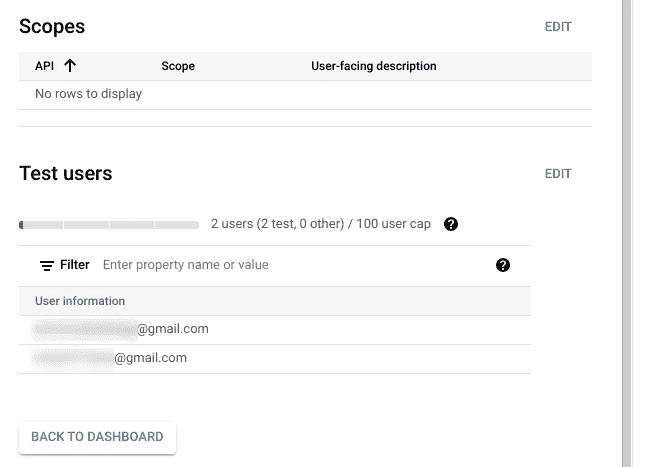 Scopes EDIT
API Scope User-facing description
No rows to display
Test users EDIT
2 users (2 test, 0 other) / 100 user cap ?
Filter Enter property name or value ?
User information
@gmail.com
@gmail.com
BACK TO DASHBOARD